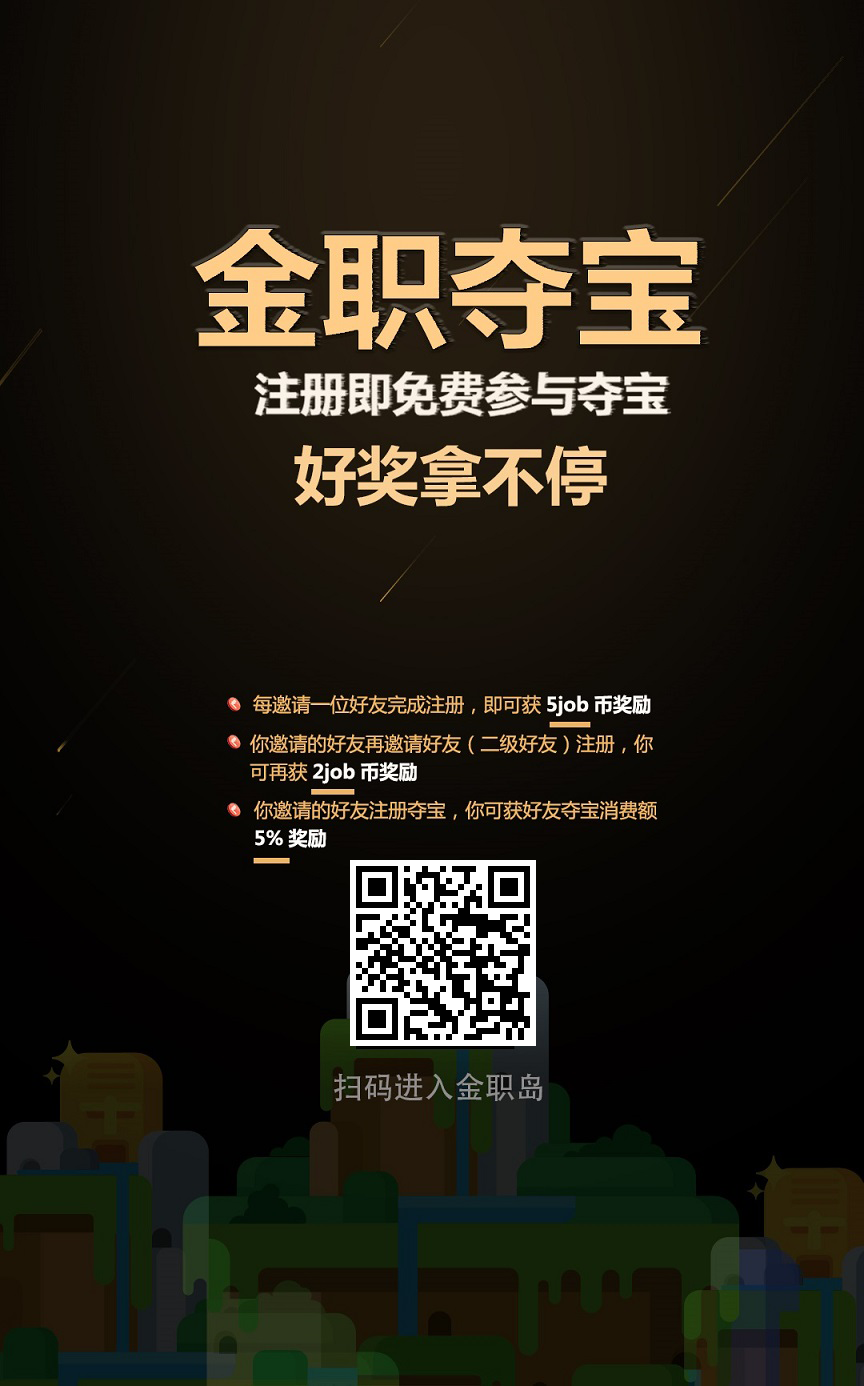 金职夺宝
注册即免费参与夺宝
好奖拿不停
每邀请一位好友完成注册，即可获 5job 币奖励
你邀请的好友再邀请好友（二级好友）注册，你
可再获 2job 币奖励
你邀请的好友注册夺宝，你可获好友夺宝消费额
5% 奖励
扫码进入金职岛